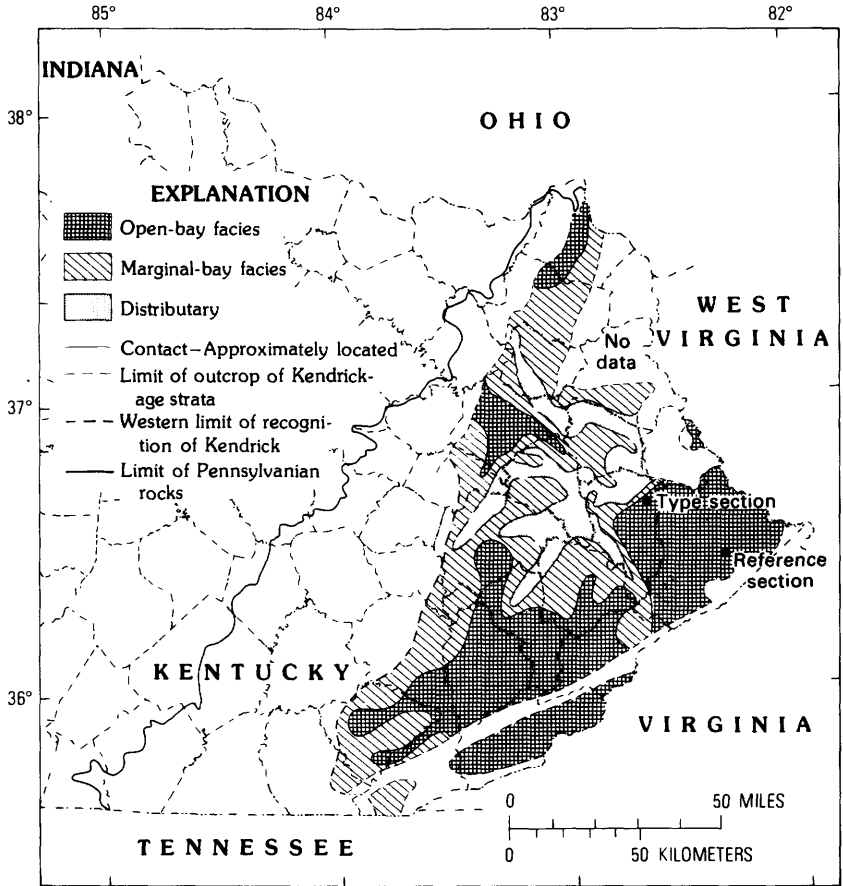 85° 84° 83° 82°
INDIANA
38°
OHIO
EXPLANATION
Open-bay facies
Marginal-bay facies
Distributary
Contact—Approximately located
Limit of outcrop of Kendrick-
age strata
Western limit of recogni-
tion of Kendrick
Limit of Pennsylvanian
rocks
WEST
VIRGINIA
No
data
37°
Type section
Reference
section
KENTUCKY
36°
VIRGINIA
0 50 MILES
0 50 KILOMETERS
TENNESSEE